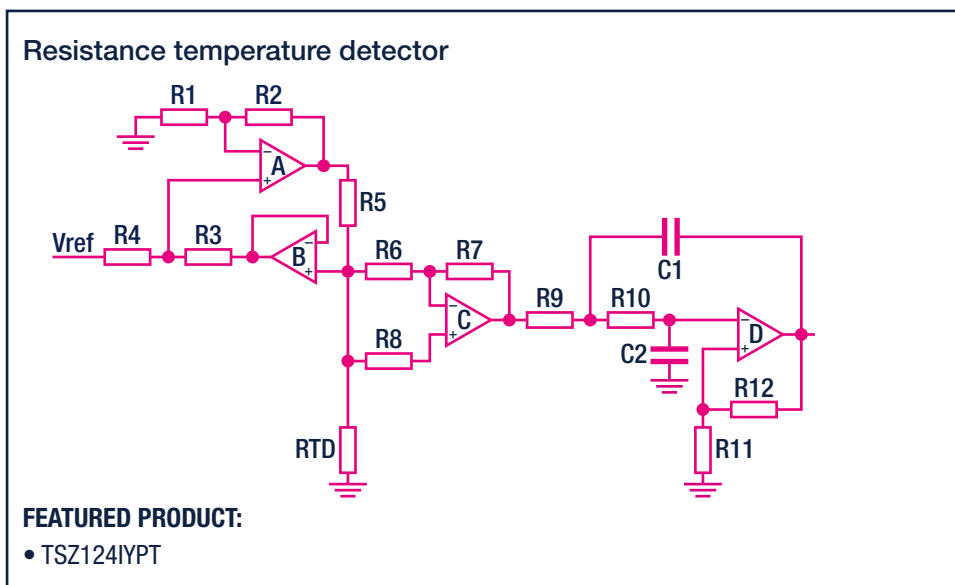 Resistance temperature detector
R1 R2
A
R5
Vref R4 R3
B
R6 R7
C
R8
R9
C1
R10
C2
D
R12
R11
RTD
FEATURED PRODUCT:
• TSZ124IYPT